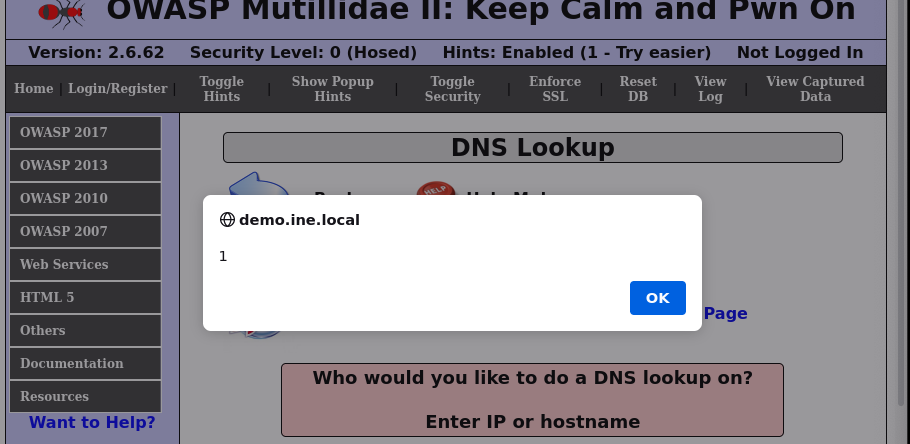 OWASP Mutillidae II: Keep Calm and Pwn On
Version: 2.6.62 Security Level: 0 (Hosed) Hints: Enabled (1 - Try easier) Not Logged In
Home | Login/Register | Toggle Hints | Show Popup Hints | Toggle Security | Enforce SSL | Reset DB | View Log | View Captured Data
OWASP 2017
OWASP 2013
OWASP 2010
OWASP 2007
Web Services
HTML 5
Others
Documentation
Resources
Want to Help?
DNS Lookup
HELP
demo.ine.local
1
OK
Page
Who would you like to do a DNS lookup on?
Enter IP or hostname